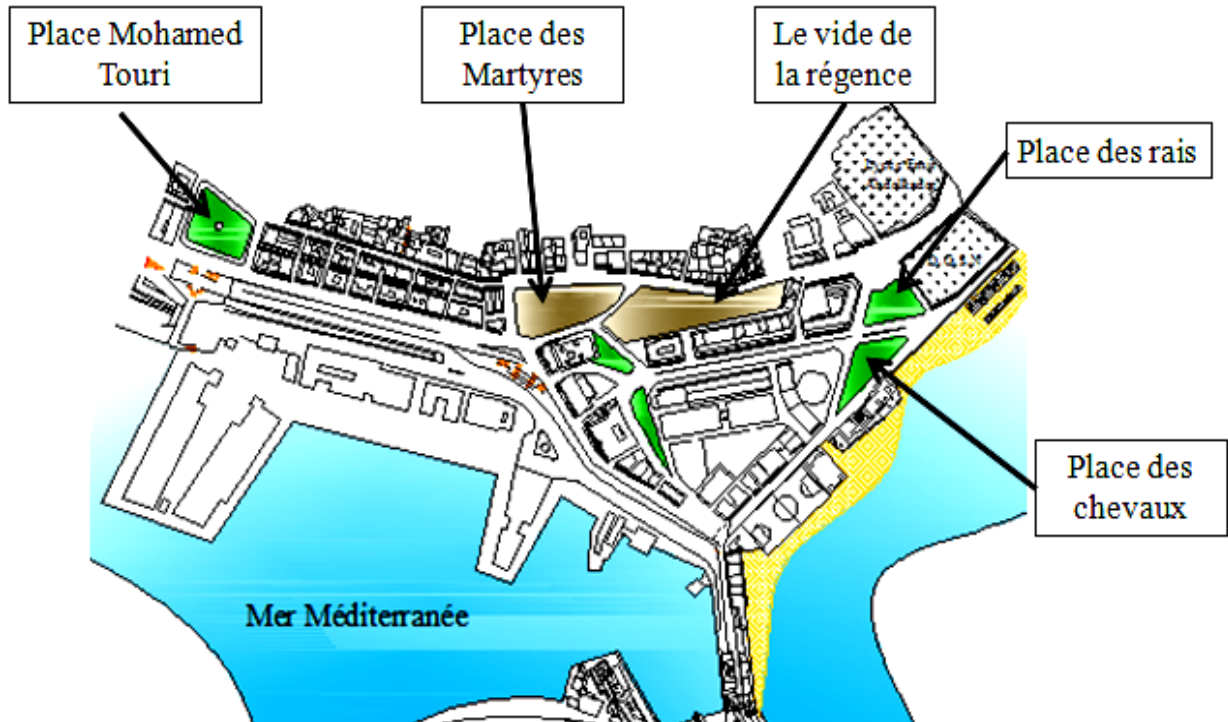 Place Mohamed
Touri
Place des
Martyres
Le vide de
la régence
Place des rais
D, G, S, N
Place des
chevaux
Mer Méditerranée